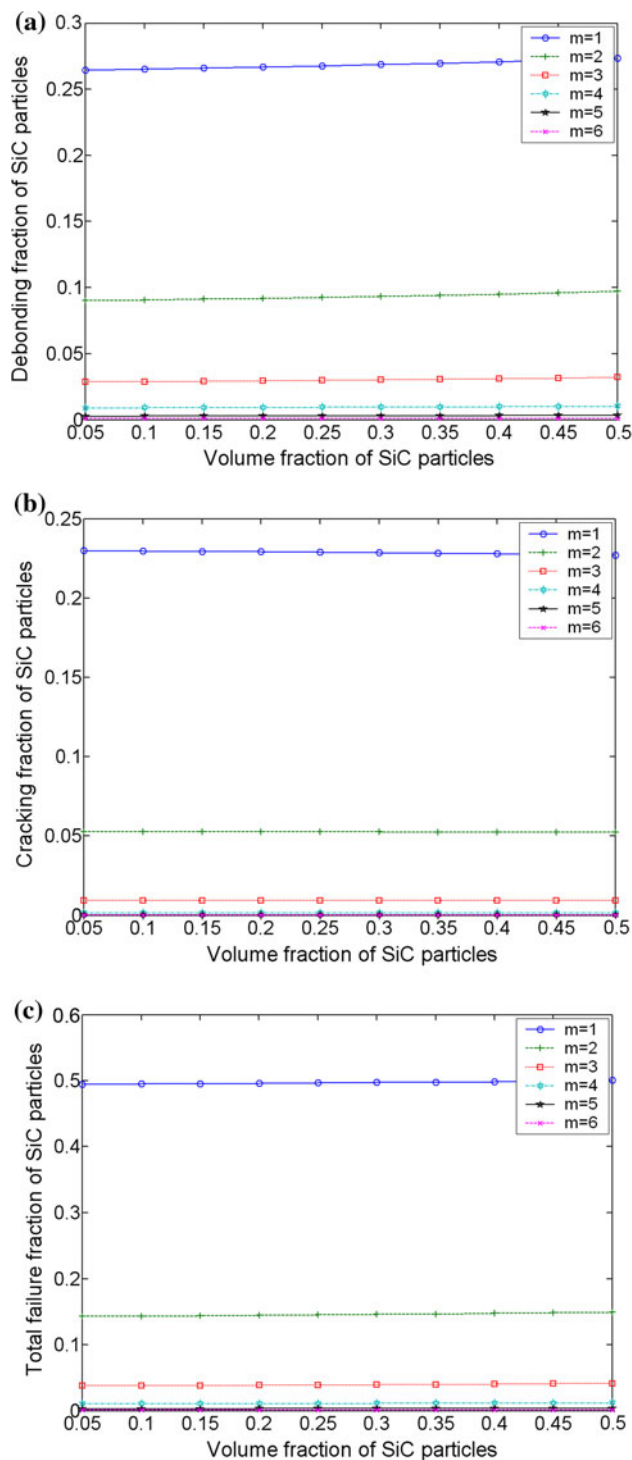 (a)
0.3
0.25
0.2
0.15
0.1
0.05
0
Debonding fraction of SiC particles
m=1
m=2
m=3
m=4
m=5
m=6
0.05 0.1 0.15 0.2 0.25 0.3 0.35 0.4 0.45 0.5
Volume fraction of SiC particles
(b)
0.25
0.2
0.15
0.1
0.05
0
Cracking fraction of SiC particles
m=1
m=2
m=3
m=4
m=5
m=6
0.05 0.1 0.15 0.2 0.25 0.3 0.35 0.4 0.45 0.5
Volume fraction of SiC particles
(c)
0.6
0.5
0.4
0.3
0.2
0.1
0
Total failure fraction of SiC particles
m=1
m=2
m=3
m=4
m=5
m=6
0.05 0.1 0.15 0.2 0.25 0.3 0.35 0.4 0.45 0.5
Volume fraction of SiC particles